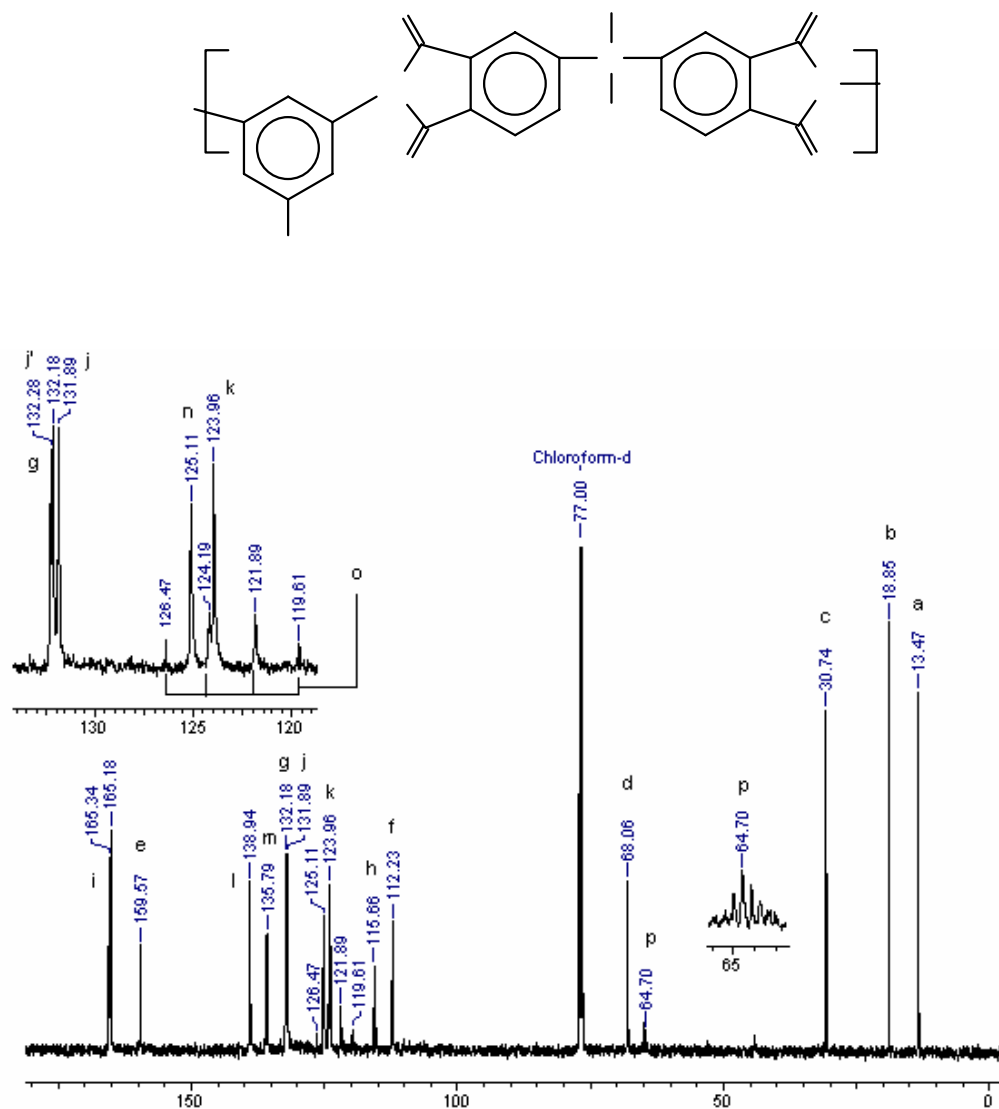 j'
132.28
132.18
131.89
j
g
n
125.11
k
123.96
126.47
124.19
121.89
119.61
o
130
125
120
Chloroform-d
77.00
b
18.85
a
13.47
c
30.74
g
j
132.18
131.89
k
123.96
125.11
f
112.23
165.34
165.18
i
e
159.57
l
138.94
m
135.79
126.47
121.89
119.61
h
115.66
d
68.06
p
64.70
p
64.70
65
150
100
50
0